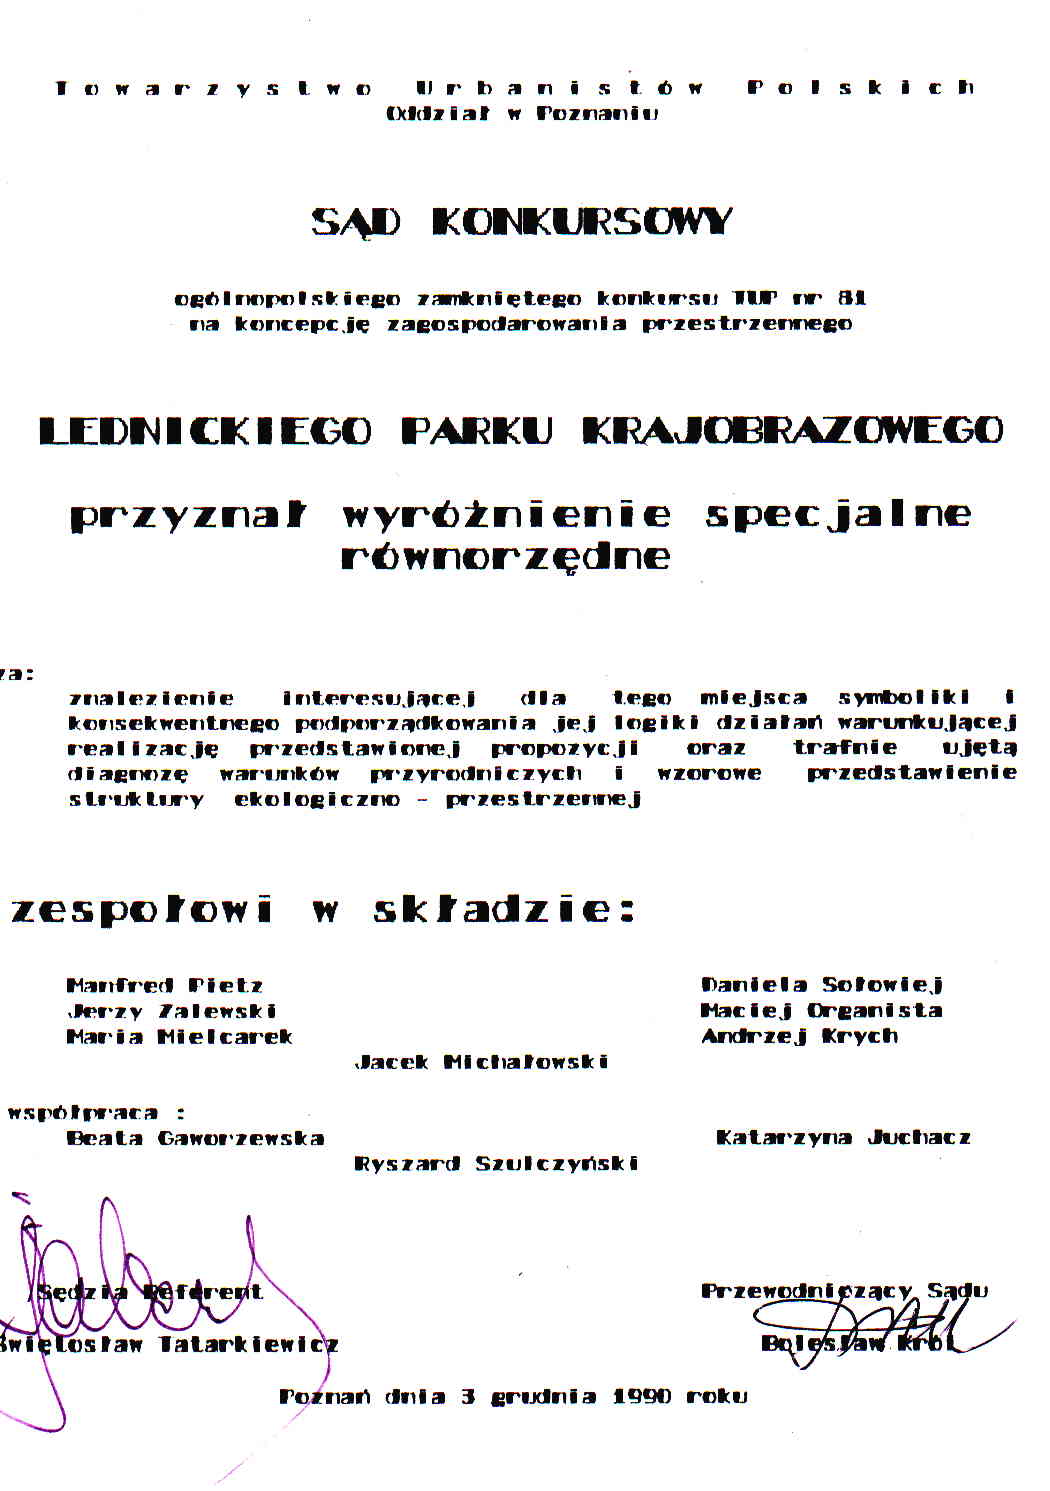 Towarzystwo Urbanistów Polskich
Oddział w Poznaniu
SĄD KONKURSOWY
ogólnopolskiego zamkniętego konkursu TUP nr 81
na koncepcję zagospodarowania przestrzennego
LEDNICKIEGO PARKU KRAJOBRAZOWEGO
przyznał wyróżnienie specjalne
równorzędne
za:
znalezienie interesującej dla tego miejsca symboliki i
konsekwentnego podporządkowania jej logiki działań warunkującej
realizację przedstawionej propozycji oraz trafnie ujętą
diagnozę warunków przyrodniczych i wzorowe przedstawienie
struktury ekologiczno - przestrzennej
zespołowi w składzie:
Manfred Pietz Daniela Sołowiej
Jerzy Zalewski Maciej Organista
Maria Mielcarek Andrzej Krych
Jacek Michałowski
współpraca :
Beata Gaworzewska Katarzyna Juchacz
Ryszard Szulczyński
Sędzia Referent Przewodniczący Sądu
Świętosław Tatarkiewicz Bolesław Król
Poznań dnia 3 grudnia 1990 roku